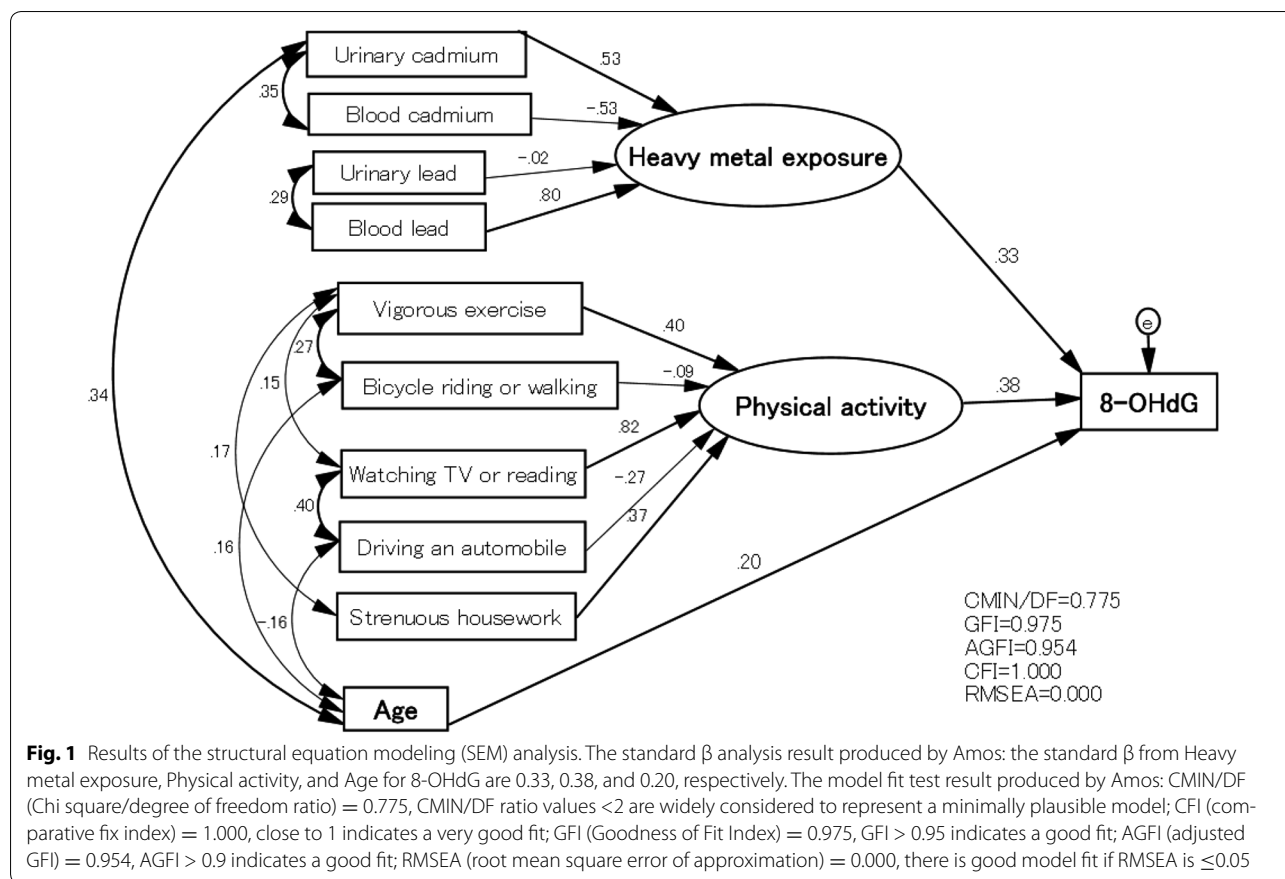 Urinary cadmium
.53
.35
Blood cadmium
-.53
Heavy metal exposure
Urinary lead
-.02
.29
.80
Blood lead
.33
Vigorous exercise
.40
e
.27
.15
Bicycle riding or walking
-.09
.38
8-OHdG
.34
Physical activity
.82
.17
Watching TV or reading
-.27
.40
.37
Driving an automobile
.16
.20
Strenuous housework
-.16
Age
CMIN/DF=0.775
GFI=0.975
AGFI=0.954
CFI=1.000
RMSEA=0.000
Fig. 1 Results of the structural equation modeling (SEM) analysis. The standard β analysis result produced by Amos: the standard β from Heavy
metal exposure, Physical activity, and Age for 8-OHdG are 0.33, 0.38, and 0.20, respectively. The model fit test result produced by Amos: CMIN/DF
(Chi square/degree of freedom ratio) = 0.775, CMIN/DF ratio values <2 are widely considered to represent a minimally plausible model; CFI (com-
parative fix index) = 1.000, close to 1 indicates a very good fit; GFI (Goodness of Fit Index) = 0.975, GFI > 0.95 indicates a good fit; AGFI (adjusted
GFI) = 0.954, AGFI > 0.9 indicates a good fit; RMSEA (root mean square error of approximation) = 0.000, there is good model fit if RMSEA is ≤0.05